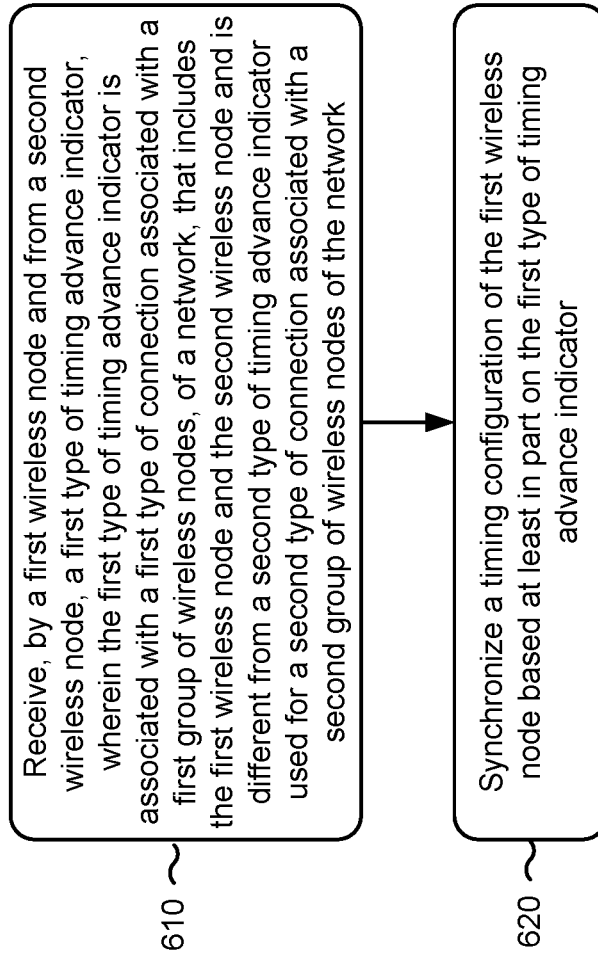 610
Receive, by a first wireless node and from a second
wireless node, a first type of timing advance indicator,
wherein the first type of timing advance indicator is
associated with a first type of connection associated with a
first group of wireless nodes, of a network, that includes
the first wireless node and the second wireless node and is
different from a second type of timing advance indicator
used for a second type of connection associated with a
second group of wireless nodes of the network
620
Synchronize a timing configuration of the first wireless
node based at least in part on the first type of timing
advance indicator